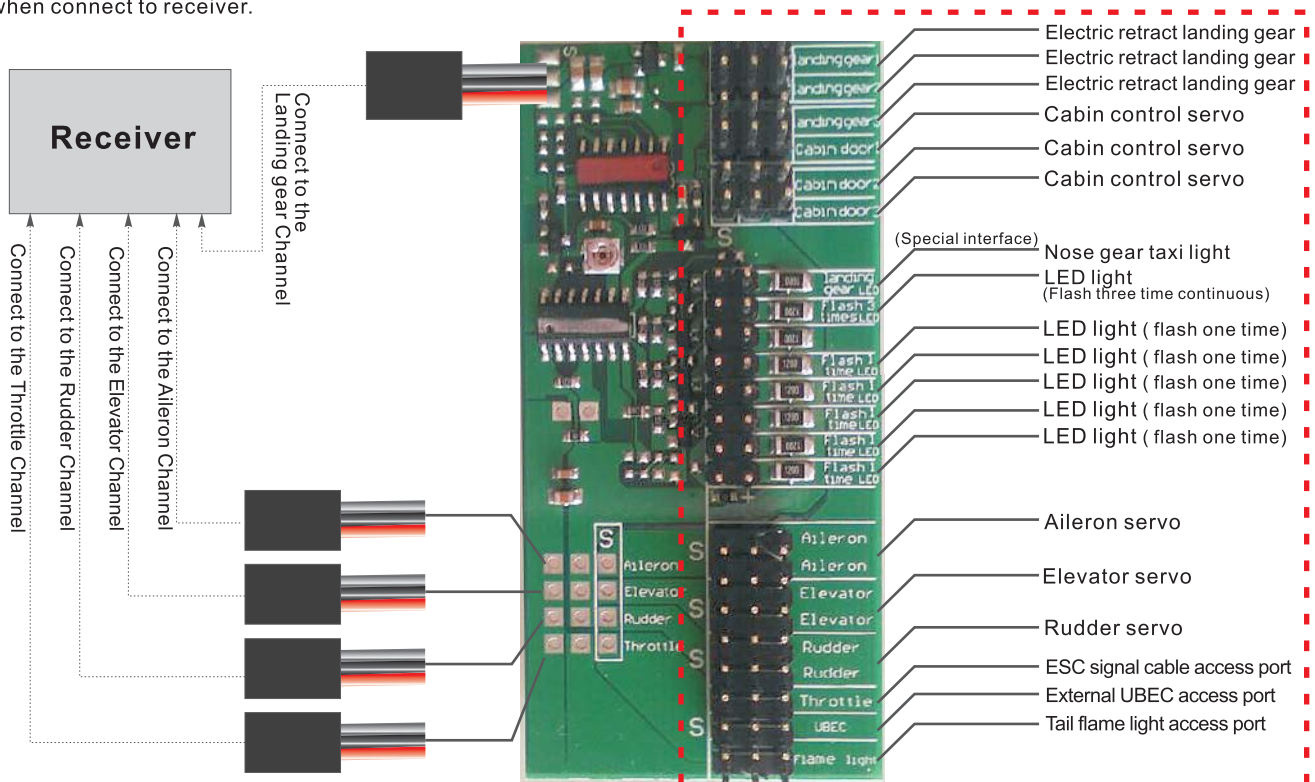 when connect to receiver.
Receiver
Connect to the
Landing gear Channel
Connect to the Throttle Channel
Connect to the Rudder Channel
Connect to the Elevator Channel
Connect to the Aileron Channel
S
landing gear
landing gear
landing gear
Cabin door
Cabin door2
Cabin door
S
landing
gear LED
Flash 3
times LED
Flash 1
time LED
Flash 1
time LED
Flash 1
time LED
Flash 1
time LED
Flash 1
time LED
S
Aileron
Elevator
Rudder
Throttle
S
Aileron
Aileron
S
Elevator
Elevator
S
Rudder
Rudder
Throttle
S
UBEC
Flame light
Electric retract landing gear
Electric retract landing gear
Electric retract landing gear
Cabin control servo
Cabin control servo
Cabin control servo
(Special interface)
Nose gear taxi light
LED light
(Flash three time continuous)
LED light ( flash one time)
LED light ( flash one time)
LED light ( flash one time)
LED light ( flash one time)
LED light ( flash one time)
Aileron servo
Elevator servo
Rudder servo
ESC signal cable access port
External UBEC access port
Tail flame light access port